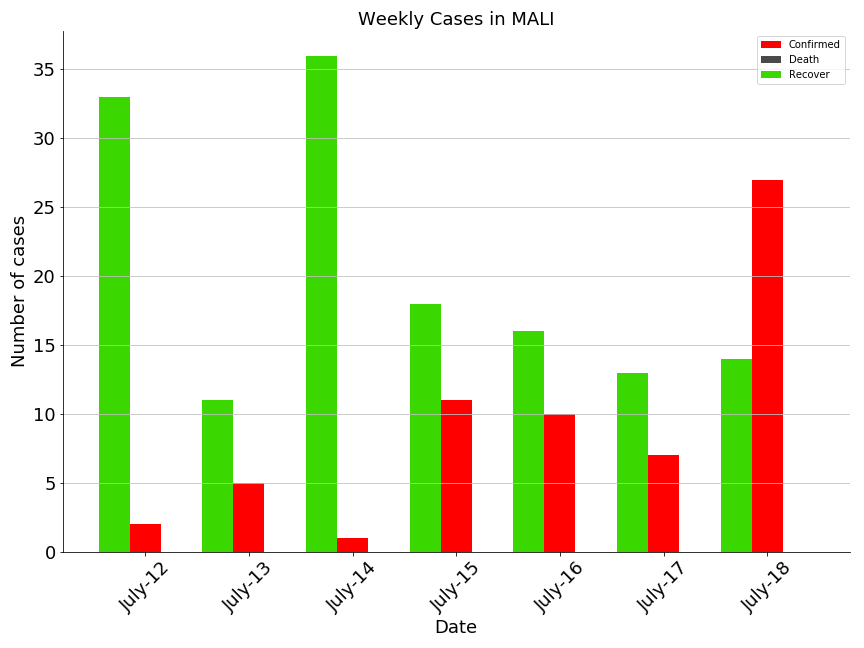 Weekly Cases in MALI
Confirmed
Death
Recover
Number of cases
35
30
25
20
15
10
5
0
July-12
July-13
July-14
July-15
July-16
July-17
July-18
Date